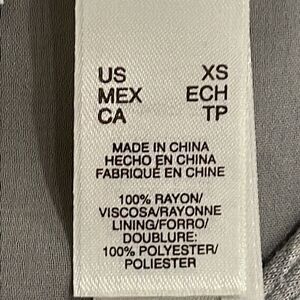 US XS
MEX ECH
CA TP
MADE IN CHINA
HECHO EN CHINA
FABRIQUÉ EN CHINE
100% RAYON/
VISCOSA/RAYONNE
LINING/FORRO/
DOUBLURE:
100% POLYESTER/
POLIESTER